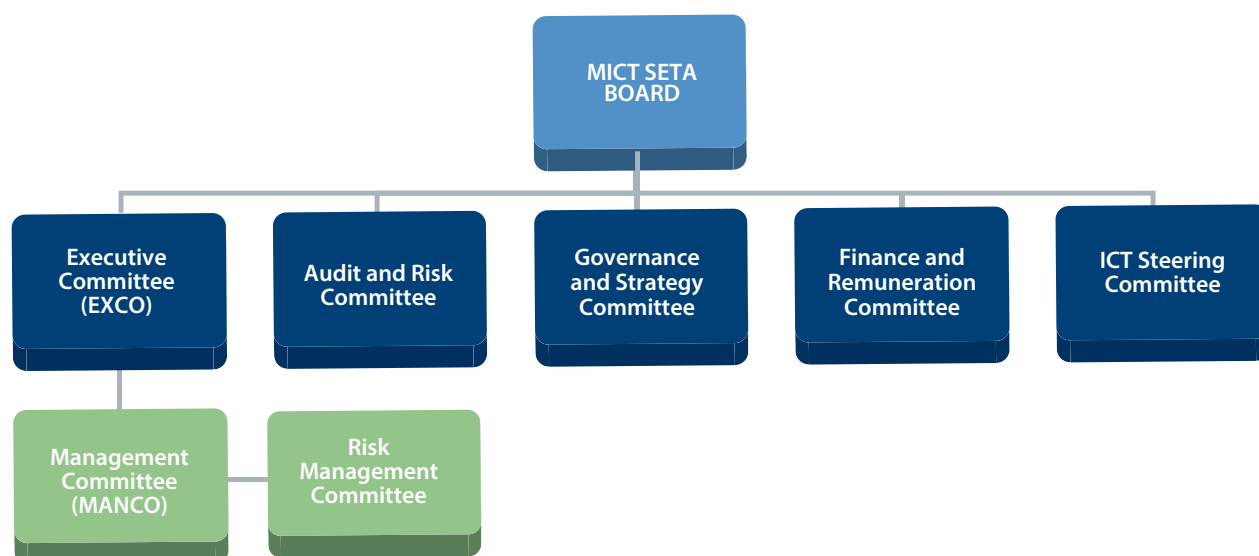 MICT SETA
BOARD
Executive
Committee
(EXCO)
Audit and Risk
Committee
Governance
and Strategy
Committee
Finance and
Remuneration
Committee
ICT Steering
Committee
Management
Committee
(MANCO)
Risk
Management
Committee